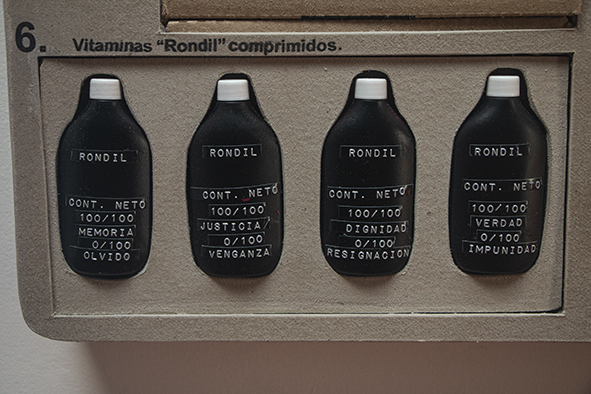 6. Vitaminas "Rondil" comprimidos.
x
RONDIL
CONT. NETO
100/100
MEMORIA
0/100
OLVIDO
RONDIL
CONT. NETO
100/100
JUSTICIA
0/100
VENGANZA
RONDIL
CONT. NETO
100/100
DIGNIDAD
0/100
RESIGNACION
RONDIL
CONT. NETO
100/100
VERDAD
0/100
IMPUNIDAD